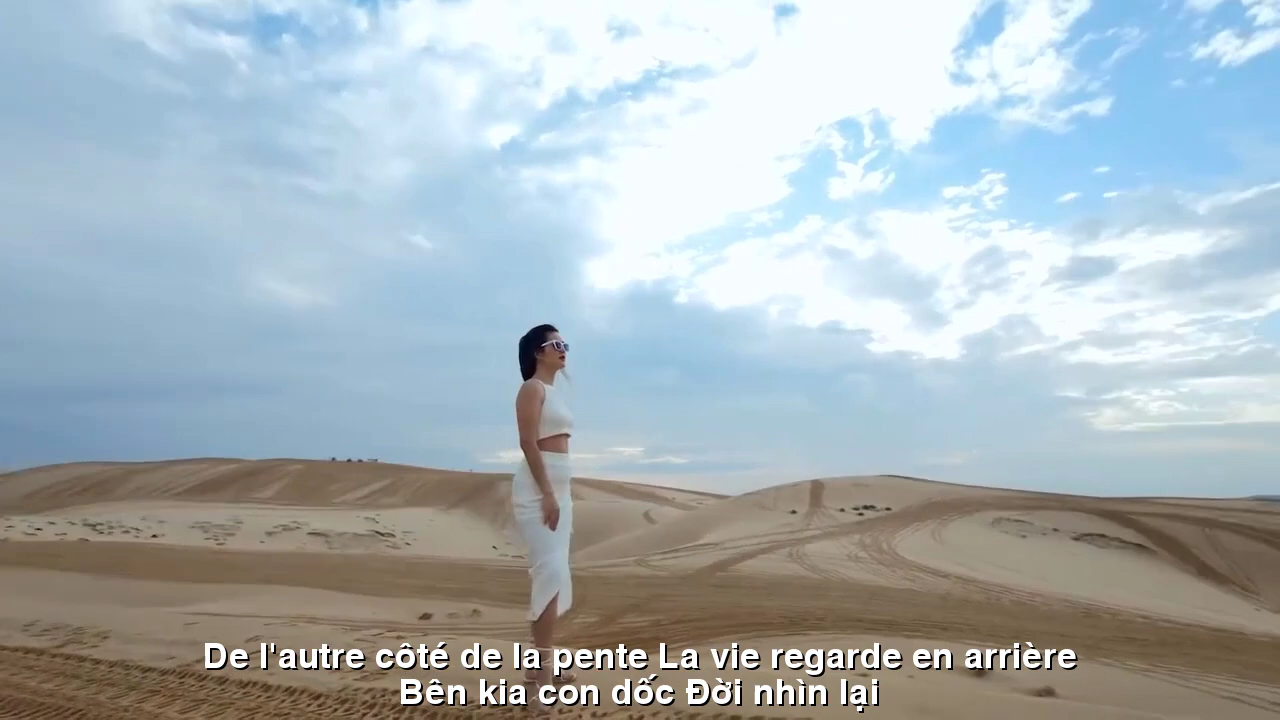 De l'autre côté de la pente La vie regarde en arrière
Bên kia con dốc Đời nhìn lại